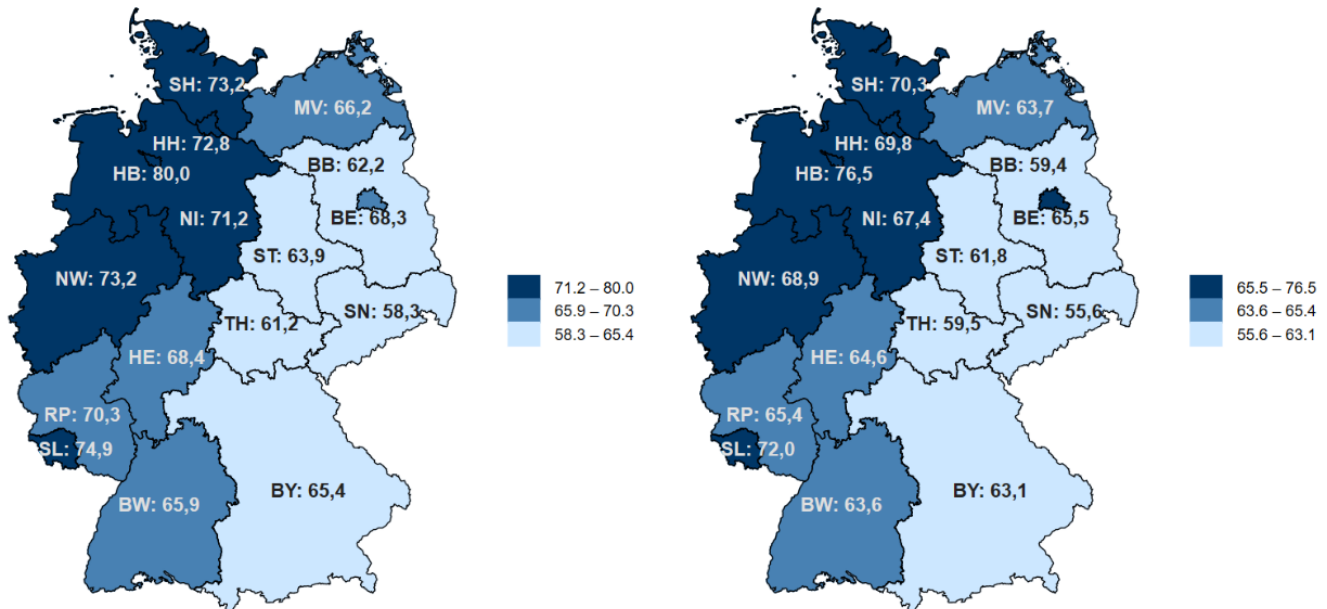 SH: 73,2
MV: 66,2
HH: 72,8
BB: 62,2
HB: 80,0
BE: 68,3
NI: 71,2
ST: 63,9
NW: 73,2
SN: 58,3
TH: 61,2
HE: 68,4
RP: 70,3
SL: 74,9
BY: 65,4
BW: 65,9
71.2 – 80.0
65.9 – 70.3
58.3 – 65.4
SH: 70,3
MV: 63,7
HH: 69,8
BB: 59,4
HB: 76,5
BE: 65,5
NI: 67,4
ST: 61,8
NW: 68,9
SN: 55,6
TH: 59,5
HE: 64,6
RP: 65,4
SL: 72,0
BY: 63,1
BW: 63,6
65.5 – 76.5
63.6 – 65.4
55.6 – 63.1